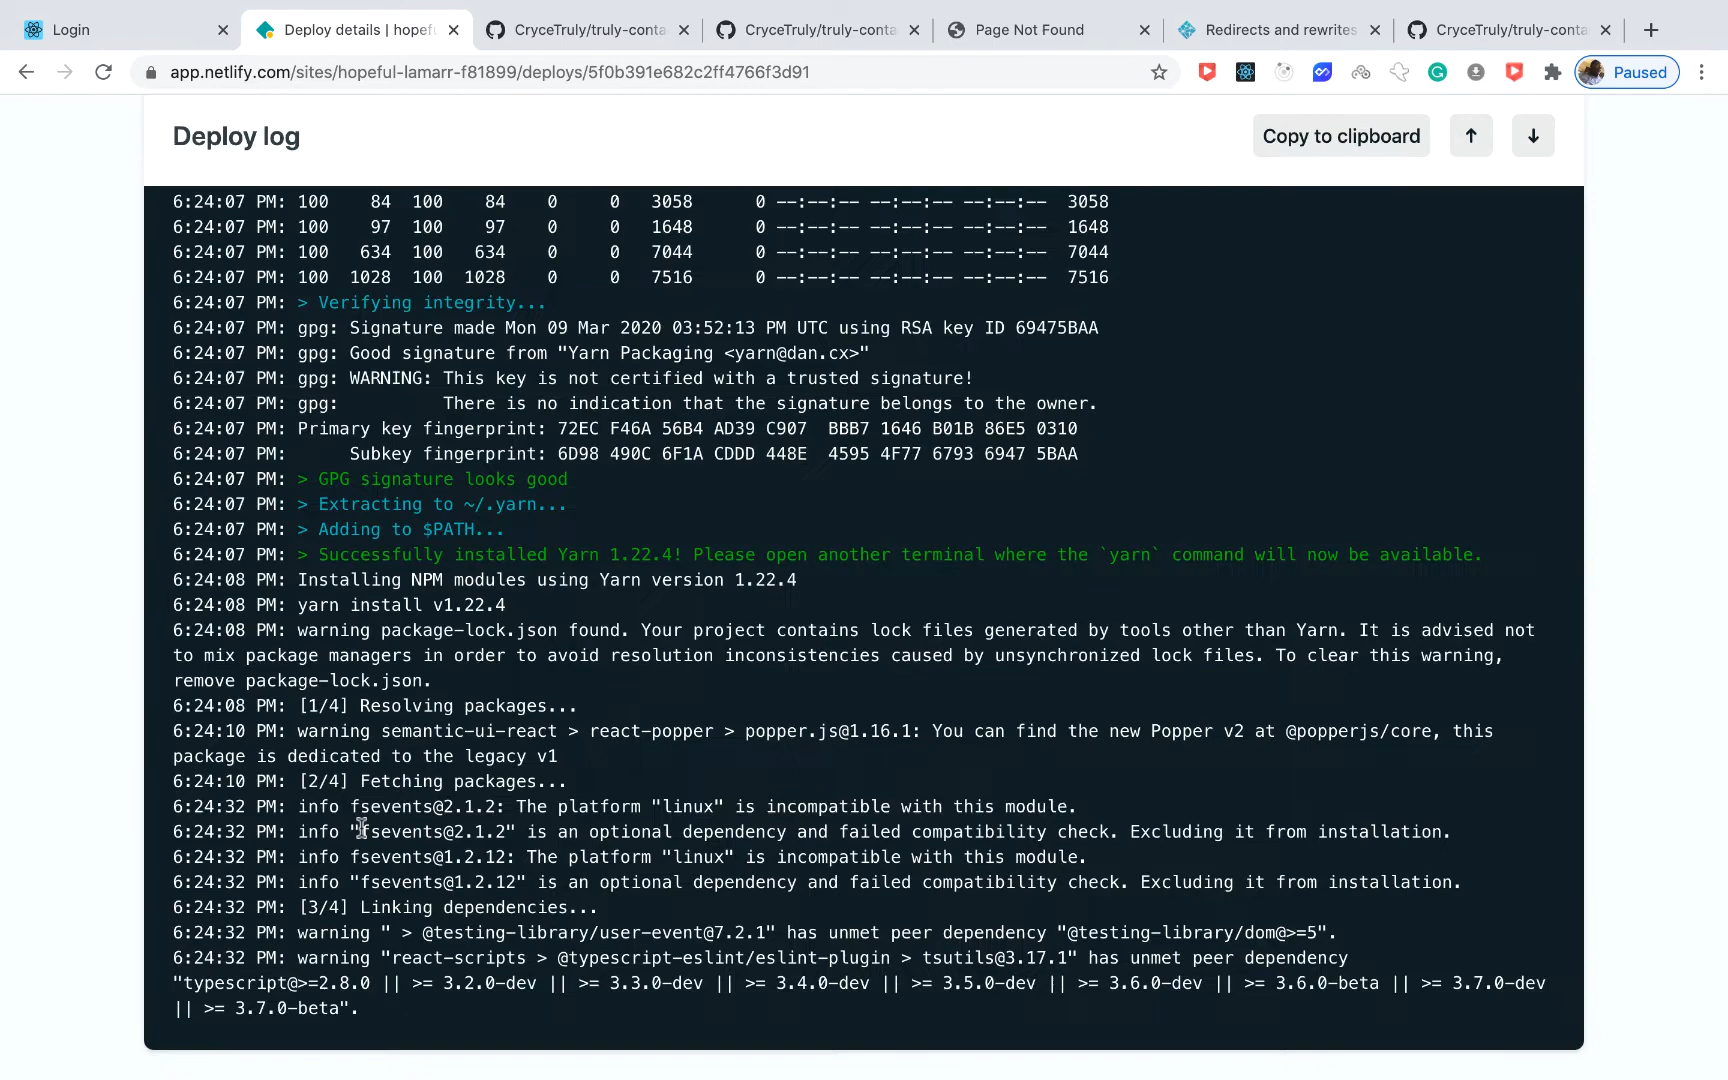 Login
Deploy details | hopefu
CryceTruly/truly-conta
CryceTruly/truly-conta
Page Not Found
Redirects and rewrites
CryceTruly/truly-conta
app.netlify.com/sites/hopeful-lamarr-f81899/deploys/5f0b391e682c2ff4766f3d91
Paused
Deploy log
Copy to clipboard
6:24:07 PM: 100 84 100 84 0 0 3058 0 --:--:-- --:--:-- --:--:-- 3058
6:24:07 PM: 100 97 100 97 0 0 1648 0 --:--:-- --:--:-- --:--:-- 1648
6:24:07 PM: 100 634 100 634 0 0 7044 0 --:--:-- --:--:-- --:--:-- 7044
6:24:07 PM: 100 1028 100 1028 0 0 7516 0 --:--:-- --:--:-- --:--:-- 7516
6:24:07 PM: > Verifying integrity...
6:24:07 PM: gpg: Signature made Mon 09 Mar 2020 03:52:13 PM UTC using RSA key ID 69475BAA
6:24:07 PM: gpg: Good signature from "Yarn Packaging <yarn@dan.cx>"
6:24:07 PM: gpg: WARNING: This key is not certified with a trusted signature!
6:24:07 PM: gpg: There is no indication that the signature belongs to the owner.
6:24:07 PM: Primary key fingerprint: 72EC F46A 56B4 AD39 C907 BBB7 1646 B01B 86E5 0310
6:24:07 PM: Subkey fingerprint: 6D98 490C 6F1A CDDD 448E 4595 4F77 6793 6947 5BAA
6:24:07 PM: > GPG signature looks good
6:24:07 PM: > Extracting to ~/.yarn...
6:24:07 PM: > Adding to $PATH...
6:24:07 PM: > Successfully installed Yarn 1.22.4! Please open another terminal where the `yarn` command will now be available.
6:24:08 PM: Installing NPM modules using Yarn version 1.22.4
6:24:08 PM: yarn install v1.22.4
6:24:08 PM: warning package-lock.json found. Your project contains lock files generated by tools other than Yarn. It is advised not
to mix package managers in order to avoid resolution inconsistencies caused by unsynchronized lock files. To clear this warning,
remove package-lock.json.
6:24:08 PM: [1/4] Resolving packages...
6:24:10 PM: warning semantic-ui-react > react-popper > popper.js@1.16.1: You can find the new Popper v2 at @popperjs/core, this
package is dedicated to the legacy v1
6:24:10 PM: [2/4] Fetching packages...
6:24:32 PM: info fsevents@2.1.2: The platform "linux" is incompatible with this module.
6:24:32 PM: info "fsevents@2.1.2" is an optional dependency and failed compatibility check. Excluding it from installation.
6:24:32 PM: info fsevents@1.2.12: The platform "linux" is incompatible with this module.
6:24:32 PM: info "fsevents@1.2.12" is an optional dependency and failed compatibility check. Excluding it from installation.
6:24:32 PM: [3/4] Linking dependencies...
6:24:32 PM: warning " > @testing-library/user-event@7.2.1" has unmet peer dependency "@testing-library/dom@>=5".
6:24:32 PM: warning "react-scripts > @typescript-eslint/eslint-plugin > tsutils@3.17.1" has unmet peer dependency
"typescript@>=2.8.0 || >= 3.2.0-dev || >= 3.3.0-dev || >= 3.4.0-dev || >= 3.5.0-dev || >= 3.6.0-dev || >= 3.6.0-beta || >= 3.7.0-dev
|| >= 3.7.0-beta".